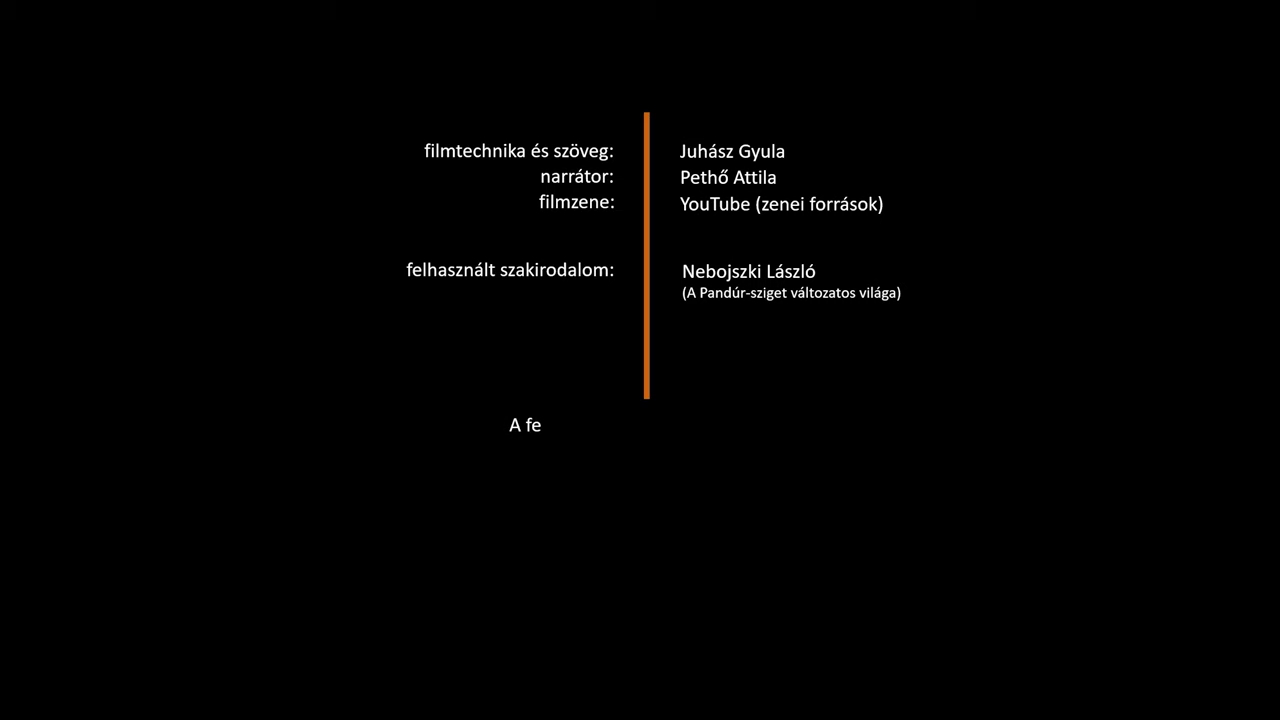 filmtechnika és szöveg: Juhász Gyula
narrátor: Pethő Attila
filmzene: YouTube (zenei források)
felhasznált szakirodalom: Nebojszki László
(A Pandúr-sziget változatos világa)
A fe